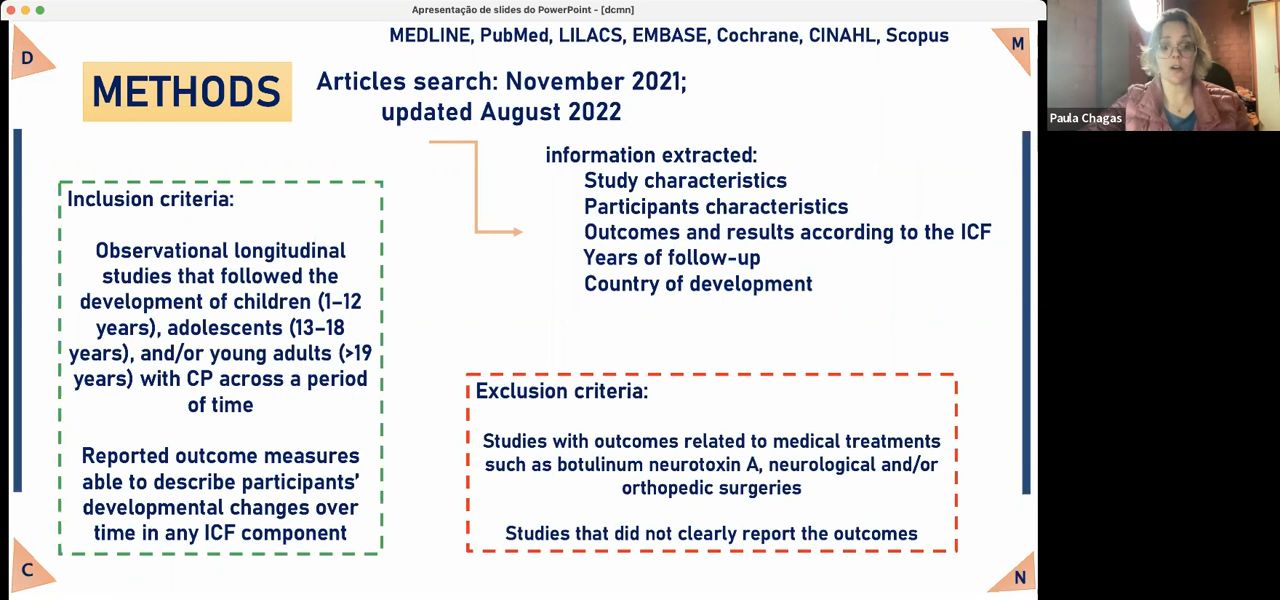 Apresentação de slides do PowerPoint - [dcmn]
MEDLINE, PubMed, LILACS, EMBASE, Cochrane, CINAHL, Scopus
D
M
METHODS
Articles search: November 2021;
updated August 2022
Paula Chagas
information extracted:
Study characteristics
Participants characteristics
Outcomes and results according to the ICF
Years of follow-up
Country of development
Inclusion criteria:
Observational longitudinal
studies that followed the
development of children (1–12
years), adolescents (13–18
years), and/or young adults (>19
years) with CP across a period
of time
Reported outcome measures
able to describe participants’
developmental changes over
time in any ICF component
Exclusion criteria:
Studies with outcomes related to medical treatments
such as botulinum neurotoxin A, neurological and/or
orthopedic surgeries
Studies that did not clearly report the outcomes
C
N